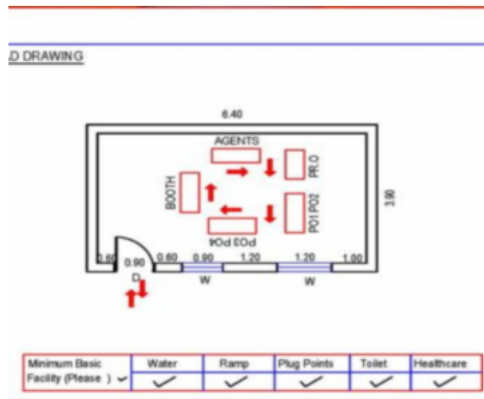 D DRAWING
6.40
AGENTS
PR.O
BOOTH
PO1 PO2
3.90
PO3 PO4
0.60 0.90 0.60 0.90 1.20 1.20 1.00
D W W
Minimum Basic Water Ramp Plug Points Toilet Healthcare
Facility (Please ) ✓ ✓ ✓ ✓ ✓ ✓